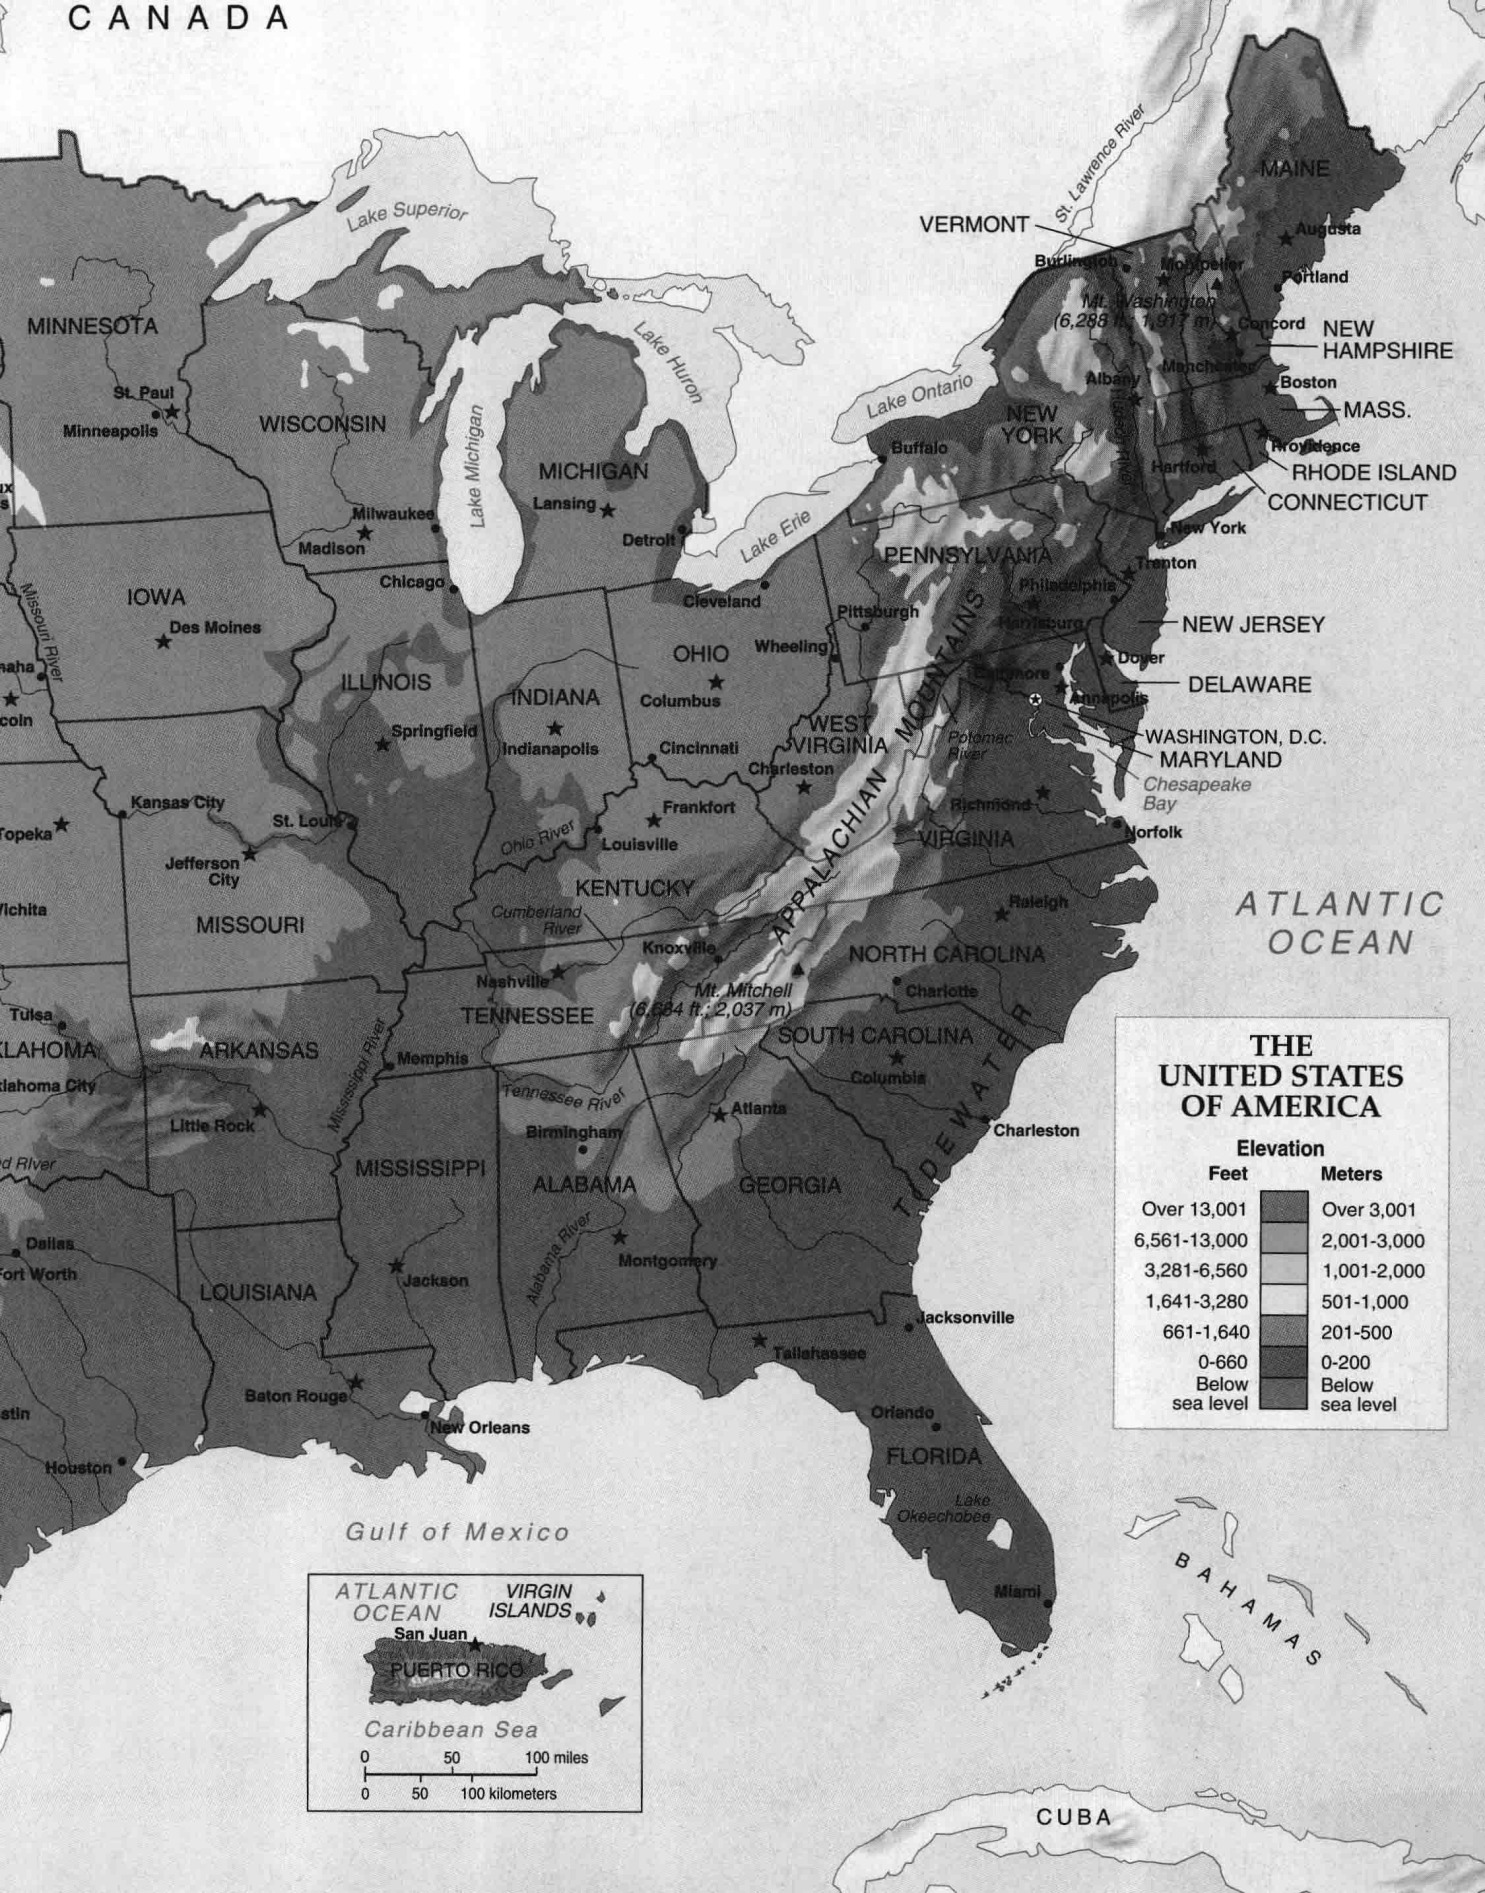 CANADA
Lake Superior
St. Lawrence River
MAINE
VERMONT
Augusta
Burlington
Montpelier
Portland
Mt. Washington
(6,288 ft.; 1,917 m)
Concord
NEW
HAMPSHIRE
MINNESOTA
Lake Huron
Manchester
Albany
Boston
St. Paul
Minneapolis
WISCONSIN
Lake Michigan
Lake Ontario
MASS.
NEW
YORK
Buffalo
Providence
Hartford
RHODE ISLAND
CONNECTICUT
MICHIGAN
Lansing
Milwaukee
Madison
Detroit
Lake Erie
New York
PENNSYLVANIA
Trenton
Chicago
Cleveland
Philadelphia
Pittsburgh
Harrisburg
NEW JERSEY
Missouri River
IOWA
Des Moines
Wheeling
OHIO
Columbus
Dover
maha
coln
ILLINOIS
INDIANA
Annapolis
DELAWARE
Springfield
Indianapolis
Cincinnati
WEST
VIRGINIA
Charleston
Potomac
River
WASHINGTON, D.C.
MARYLAND
Chesapeake
Bay
APPALACHIAN MOUNTAINS
Kansas City
St. Louis
Frankfort
Richmond
Norfolk
Topeka
Jefferson
City
Ohio River
Louisville
VIRGINIA
KENTUCKY
Wichita
MISSOURI
Cumberland
River
Raleigh
ATLANTIC
OCEAN
Knoxville
NORTH CAROLINA
Nashville
Mt. Mitchell
(6,684 ft.; 2,037 m)
Charlotte
Tulsa
TENNESSEE
SOUTH CAROLINA
KLAHOMA
ARKANSAS
Mississippi River
Memphis
Columbia
klahoma City
Tennessee River
TIDEWATER
Little Rock
Birmingham
Atlanta
Charleston
d River
MISSISSIPPI
ALABAMA
GEORGIA
Dallas
Fort Worth
Alabama River
Montgomery
Jackson
LOUISIANA
Jacksonville
Tallahassee
Baton Rouge
stin
New Orleans
Orlando
Houston
FLORIDA
Lake
Okeechobee
Miami
Gulf of Mexico
BAHAMAS
CUBA
THE
UNITED STATES
OF AMERICA
Elevation
Feet Meters
Over 13,001 Over 3,001
6,561-13,000 2,001-3,000
3,281-6,560 1,001-2,000
1,641-3,280 501-1,000
661-1,640 201-500
0-660 0-200
Below Below
sea level sea level
ATLANTIC
OCEAN
VIRGIN
ISLANDS
San Juan
PUERTO RICO
Caribbean Sea
0 50 100 miles
0 50 100 kilometers